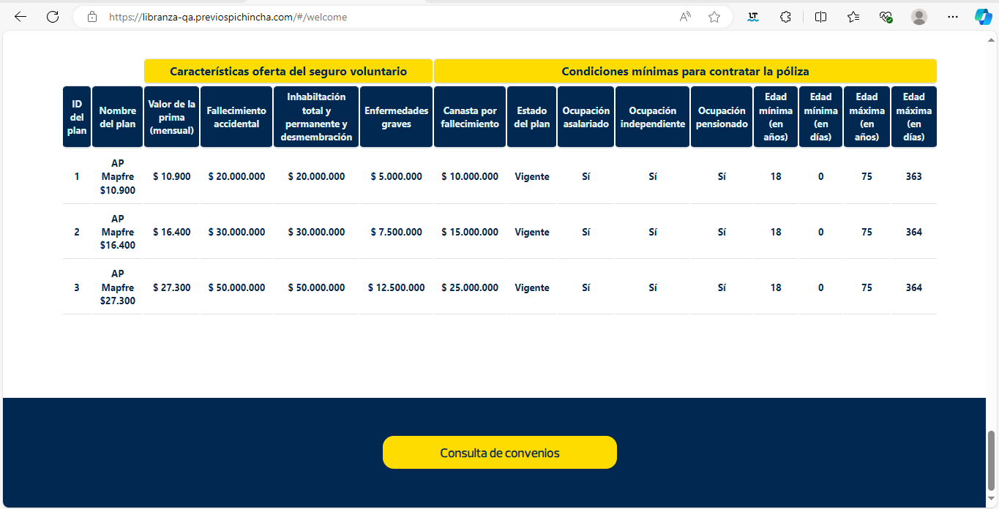 https://libranza-qa.previospichincha.com/#/welcome
Características oferta del seguro voluntario
Condiciones mínimas para contratar la póliza
ID del plan
Nombre del plan
Valor de la prima (mensual)
Fallecimiento accidental
Inhabiltación total y permanente y desmembración
Enfermedades graves
Canasta por fallecimiento
Estado del plan
Ocupación asalariado
Ocupación independiente
Ocupación pensionado
Edad mínima (en años)
Edad mínima (en días)
Edad máxima (en años)
Edad máxima (en días)
1 AP Mapfre $10.900 $ 10.900 $ 20.000.000 $ 20.000.000 $ 5.000.000 $ 10.000.000 Vigente Sí Sí Sí 18 0 75 363
2 AP Mapfre $16.400 $ 16.400 $ 30.000.000 $ 30.000.000 $ 7.500.000 $ 15.000.000 Vigente Sí Sí Sí 18 0 75 364
3 AP Mapfre $27.300 $ 27.300 $ 50.000.000 $ 50.000.000 $ 12.500.000 $ 25.000.000 Vigente Sí Sí Sí 18 0 75 364
Consulta de convenios